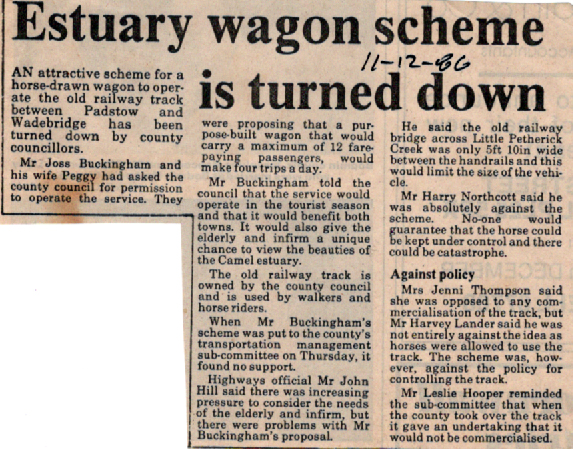 Estuary wagon scheme
11-12-86
is turned down
AN attractive scheme for a
horse-drawn wagon to oper-
ate the old railway track
between Padstow and
Wadebridge has been
turned down by county
councillors.
Mr Joss Buckingham and
his wife Peggy had asked the
county council for permission
to operate the service. They
were proposing that a pur-
pose-built wagon that would
carry a maximum of 12 fare-
paying passengers, would
make four trips a day.
Mr Buckingham told the
council that the service would
operate in the tourist season
and that it would benefit both
towns. It would also give the
elderly and infirm a unique
chance to view the beauties of
the Camel estuary.
The old railway track is
owned by the county council
and is used by walkers and
horse riders.
When Mr Buckingham's
scheme was put to the county's
transportation management
sub-committee on Thursday, it
found no support.
Highways official Mr John
Hill said there was increasing
pressure to consider the needs
of the elderly and infirm, but
there were problems with Mr
Buckingham's proposal.
He said the old railway
bridge across Little Petherick
Creek was only 5ft 10in wide
between the handrails and this
would limit the size of the vehi-
cle.
Mr Harry Northcott said he
was absolutely against the
scheme. No-one would
guarantee that the horse could
be kept under control and there
could be catastrophe.
Against policy
Mrs Jenni Thompson said
she was opposed to any com-
mercialisation of the track, but
Mr Harvey Lander said he was
not entirely against the idea as
horses were allowed to use the
track. The scheme was, how-
ever, against the policy for
controlling the track.
Mr Leslie Hooper reminded
the sub-committee that when
the county took over the track
it gave an undertaking that it
would not be commercialised.